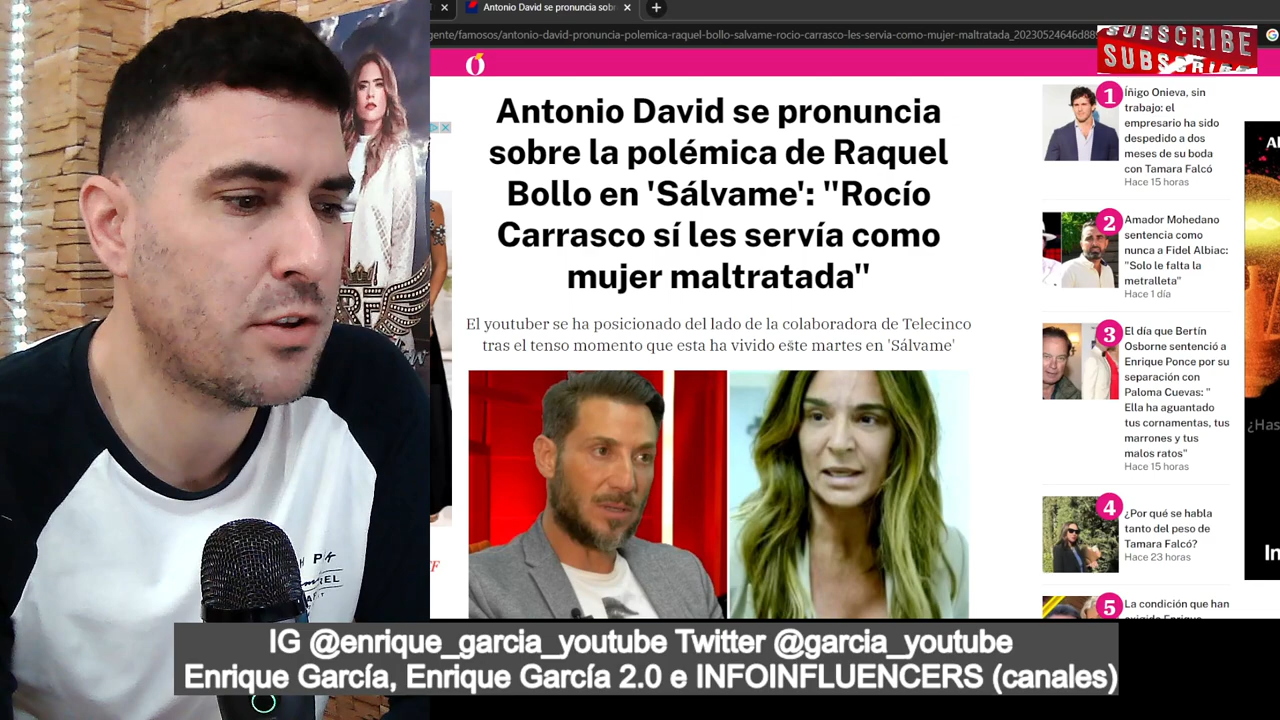 Antonio David se pronuncia sobr
gente/famosos/antonio-david-pronuncia-polemica-raquel-bollo-salvame-rocio-carrasco-les-servia-como-mujer-maltratada_20230524646d8
SUBSCRIBE
SUBSCRIBE
Antonio David se pronuncia
sobre la polémica de Raquel
Bollo en 'Sálvame': "Rocío
Carrasco sí les servía como
mujer maltratada"
El youtuber se ha posicionado del lado de la colaboradora de Telecinco
tras el tenso momento que esta ha vivido este martes en 'Sálvame'
1
Íñigo Onieva, sin
trabajo: el
empresario ha sido
despedido a dos
meses de su boda
con Tamara Falcó
Hace 15 horas
2
Amador Mohedano
sentencia como
nunca a Fidel Albiac:
"Solo le falta la
metralleta"
Hace 1 día
3
El día que Bertín
Osborne sentenció a
Enrique Ponce por su
separación con
Paloma Cuevas: "
Ella ha aguantado
tus cornamentas, tus
marrones y tus
malos ratos"
Hace 15 horas
4
¿Por qué se habla
tanto del peso de
Tamara Falcó?
Hace 23 horas
5
La condición que han
¿Has
In
IG @enrique_garcia_youtube Twitter @garcia_youtube
Enrique García, Enrique García 2.0 e INFOINFLUENCERS (canales)